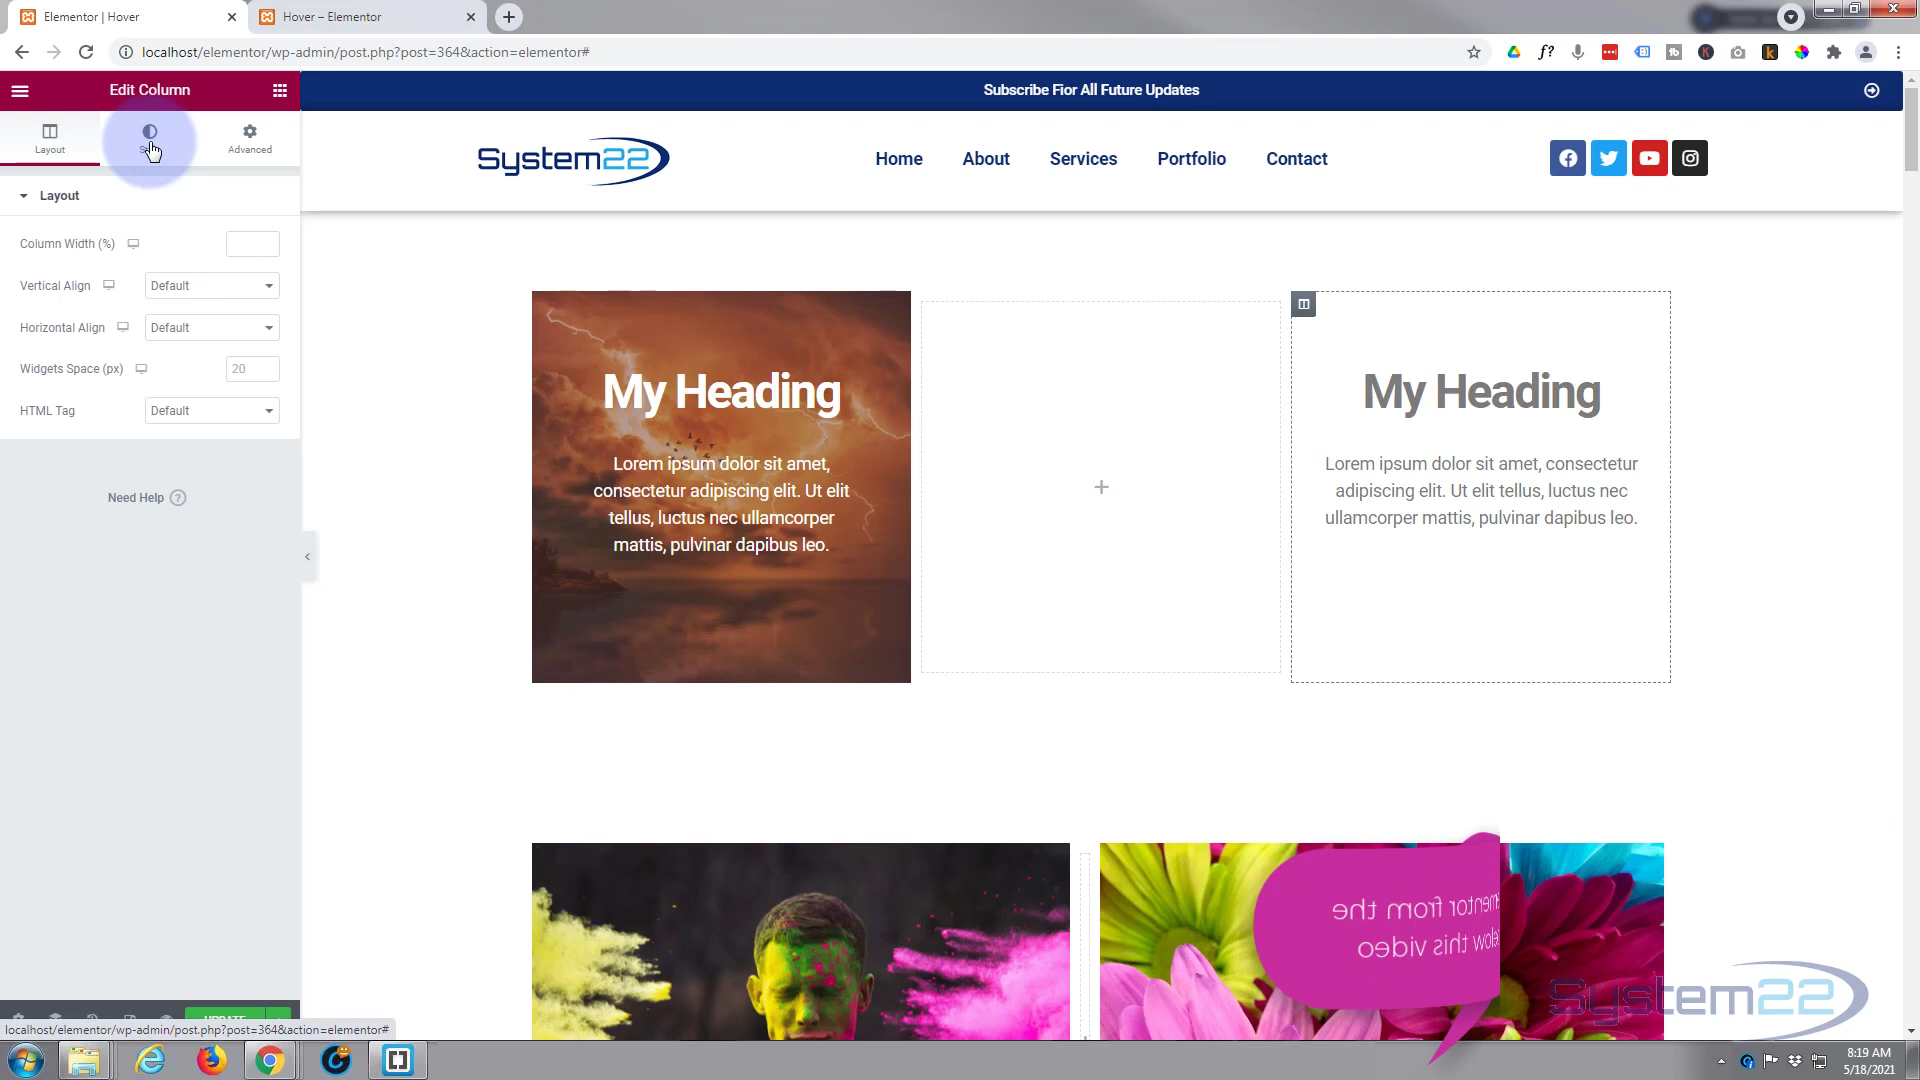 Elementor | Hover
Hover – Elementor
localhost/elementor/wp-admin/post.php?post=364&action=elementor#
Edit Column
Layout
Advanced
Layout
Column Width (%)
Vertical Align
Default
Horizontal Align
Default
Widgets Space (px)
20
HTML Tag
Default
Need Help
Subscribe Fior All Future Updates
System22
Home
About
Services
Portfolio
Contact
My Heading
Lorem ipsum dolor sit amet,
consectetur adipiscing elit. Ut elit
tellus, luctus nec ullamcorper
mattis, pulvinar dapibus leo.
My Heading
Lorem ipsum dolor sit amet, consectetur
adipiscing elit. Ut elit tellus, luctus nec
ullamcorper mattis, pulvinar dapibus leo.
from the
this video
System22
UPDATE
localhost/elementor/wp-admin/post.php?post=364&action=elementor#
8:19 AM
5/18/2021